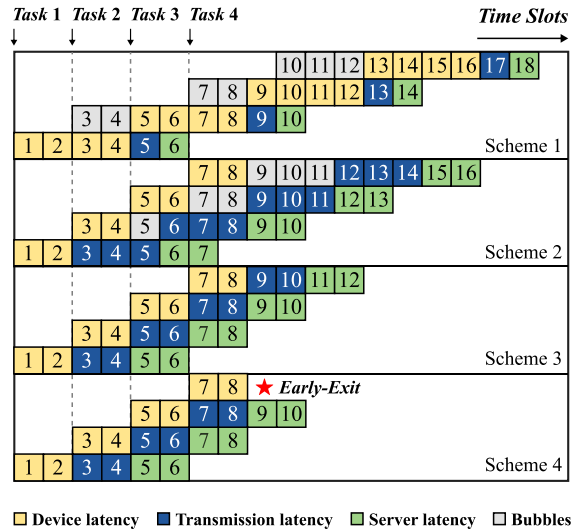 Task 1 Task 2 Task 3 Task 4 Time Slots
10 11 12 13 14 15 16 17 18
7 8 9 10 11 12 13 14
3 4 5 6 7 8 9 10
1 2 3 4 5 6 Scheme 1
7 8 9 10 11 12 13 14 15 16
5 6 7 8 9 10 11 12 13
3 4 5 6 7 8 9 10
1 2 3 4 5 6 7 Scheme 2
7 8 9 10 11 12
5 6 7 8 9 10
3 4 5 6 7 8
1 2 3 4 5 6 Scheme 3
7 8 Early-Exit
5 6 7 8 9 10
3 4 5 6 7 8
1 2 3 4 5 6 Scheme 4
Device latency Transmission latency Server latency Bubbles